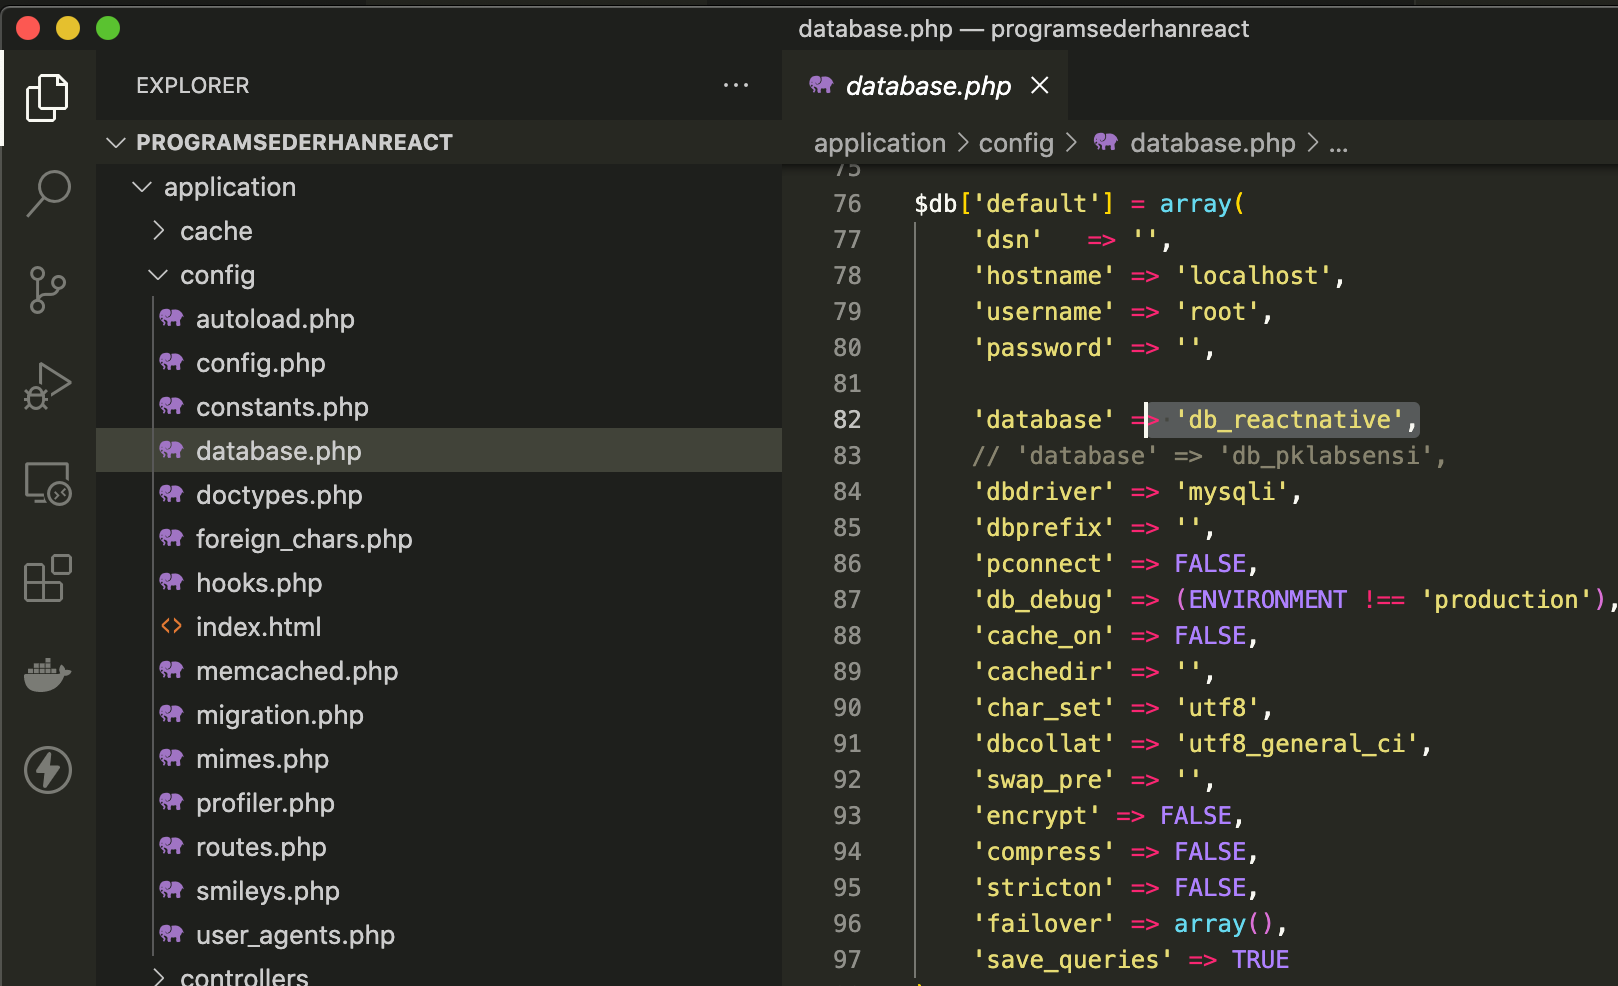 database.php — programsederhanreact
EXPLORER
PROGRAMSEDERHANREACT
application
cache
config
autoload.php
config.php
constants.php
database.php
doctypes.php
foreign_chars.php
hooks.php
index.html
memcached.php
migration.php
mimes.php
profiler.php
routes.php
smileys.php
user_agents.php
controllers
database.php
application > config > database.php > ...
75
76 $db['default'] = array(
77 'dsn' => '',
78 'hostname' => 'localhost',
79 'username' => 'root',
80 'password' => '',
81
82 'database' => 'db_reactnative',
83 // 'database' => 'db_pklabsensi',
84 'dbdriver' => 'mysqli',
85 'dbprefix' => '',
86 'pconnect' => FALSE,
87 'db_debug' => (ENVIRONMENT !== 'production'),
88 'cache_on' => FALSE,
89 'cachedir' => '',
90 'char_set' => 'utf8',
91 'dbcollat' => 'utf8_general_ci',
92 'swap_pre' => '',
93 'encrypt' => FALSE,
94 'compress' => FALSE,
95 'stricton' => FALSE,
96 'failover' => array(),
97 'save_queries' => TRUE